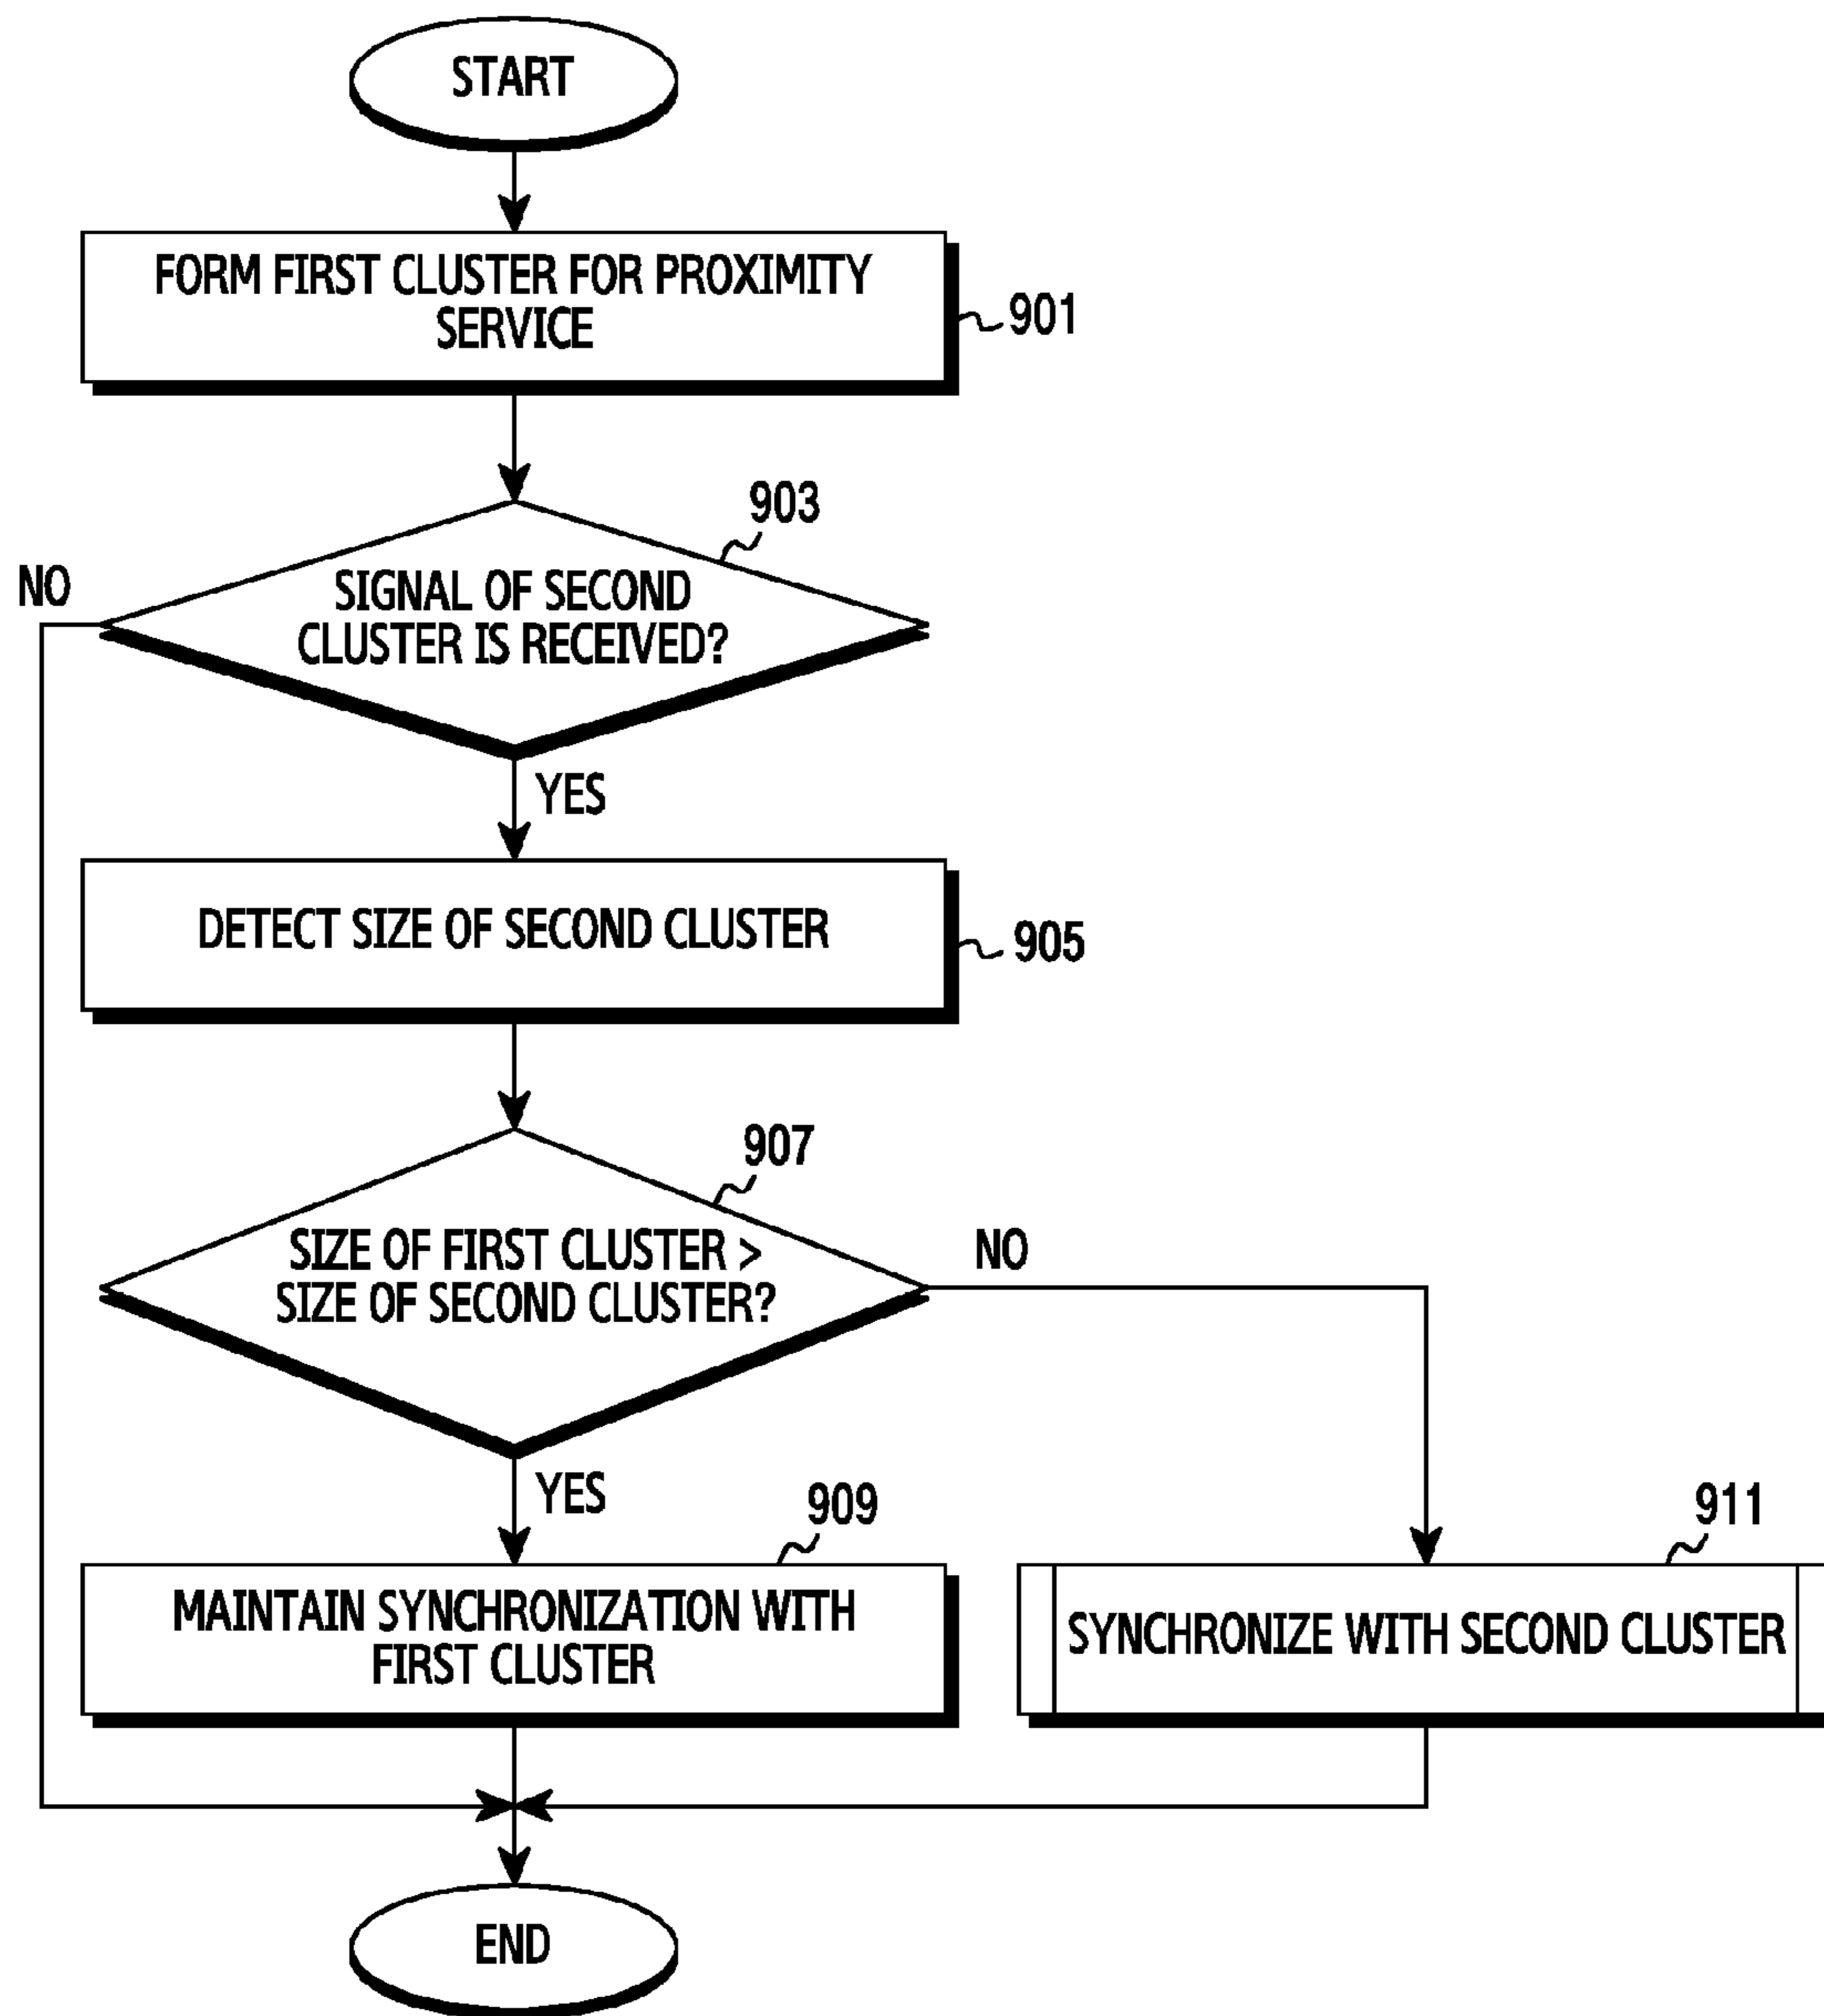 START
FORM FIRST CLUSTER FOR PROXIMITY
SERVICE
901
903
NO
SIGNAL OF SECOND
CLUSTER IS RECEIVED?
YES
DETECT SIZE OF SECOND CLUSTER
905
907
SIZE OF FIRST CLUSTER >
SIZE OF SECOND CLUSTER?
NO
YES
909
911
MAINTAIN SYNCHRONIZATION WITH
FIRST CLUSTER
SYNCHRONIZE WITH SECOND CLUSTER
END